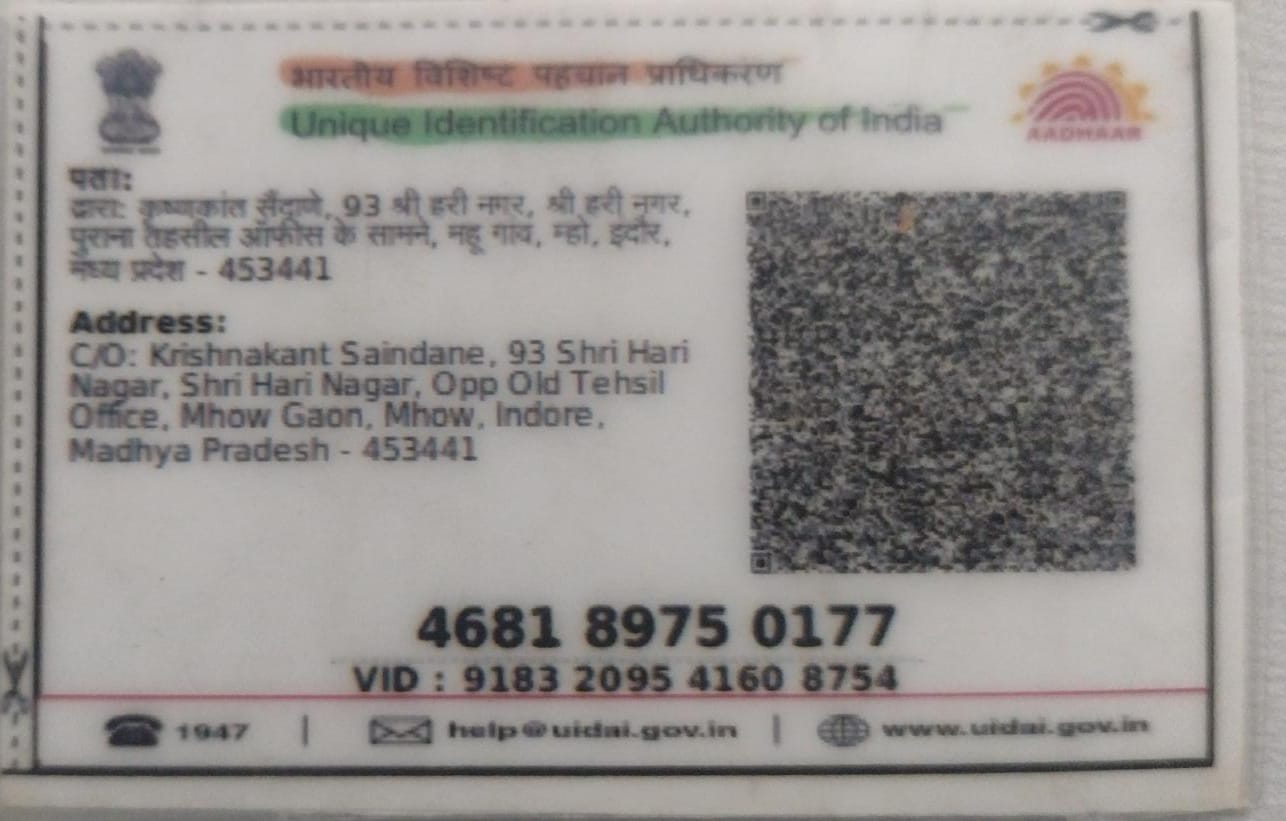 भारतीय विशिष्ट पहचान प्राधिकरण
Unique Identification Authority of India
AADHAAR
पता:
द्वारा: कृष्णकांत सैंदाणे, 93 श्री हरी नगर, श्री हरी नगर,
पुराना तहसील ऑफीस के सामने, महू गांव, म्हो, इंदौर,
मध्य प्रदेश - 453441
Address:
C/O: Krishnakant Saindane, 93 Shri Hari
Nagar, Shri Hari Nagar, Opp Old Tehsil
Office, Mhow Gaon, Mhow, Indore,
Madhya Pradesh - 453441
4681 8975 0177
VID : 9183 2095 4160 8754
1947 | help@uidai.gov.in | www.uidai.gov.in